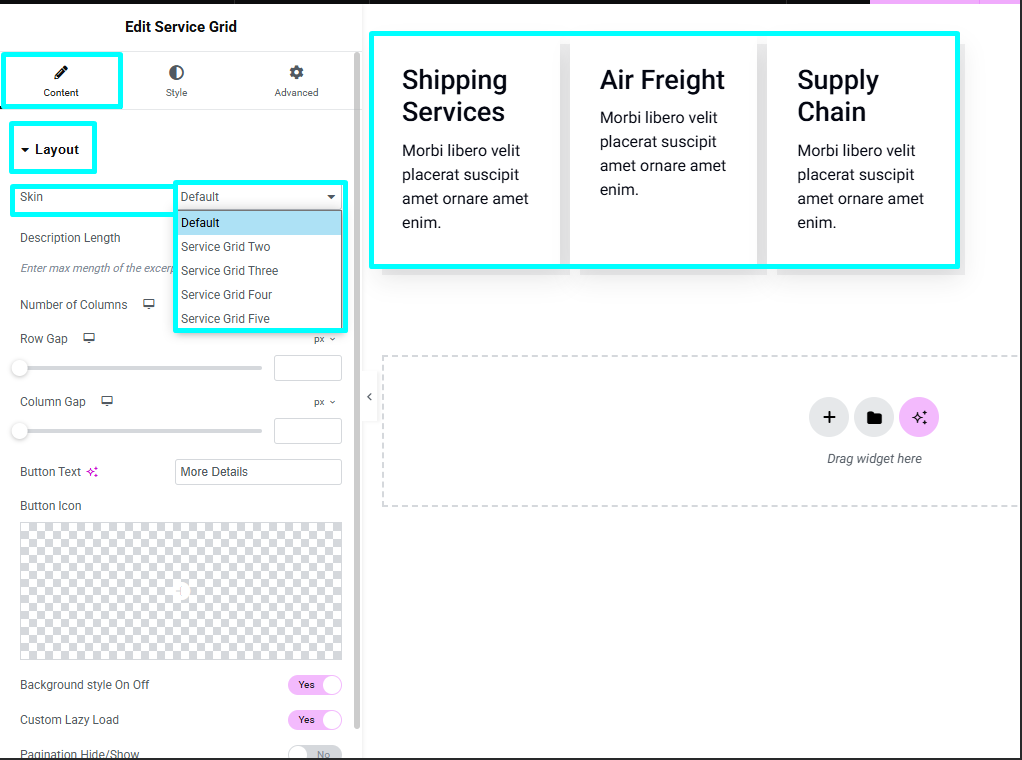 Edit Service Grid
Content
Style
Advanced
Layout
Skin
Default
Default
Service Grid Two
Service Grid Three
Service Grid Four
Service Grid Five
Description Length
Enter max mength of the
Number of Columns
Row Gap
px
Column Gap
px
Button Text
More Details
Button Icon
Background style On Off
Yes
Custom Lazy Load
Yes
Pagination Hide/Show
No
Shipping
Services
Morbi libero velit
placerat suscipit
amet ornare amet
enim.
Air Freight
Morbi libero velit
placerat suscipit
amet ornare amet
enim.
Supply
Chain
Morbi libero velit
placerat suscipit
amet ornare amet
enim.
Drag widget here